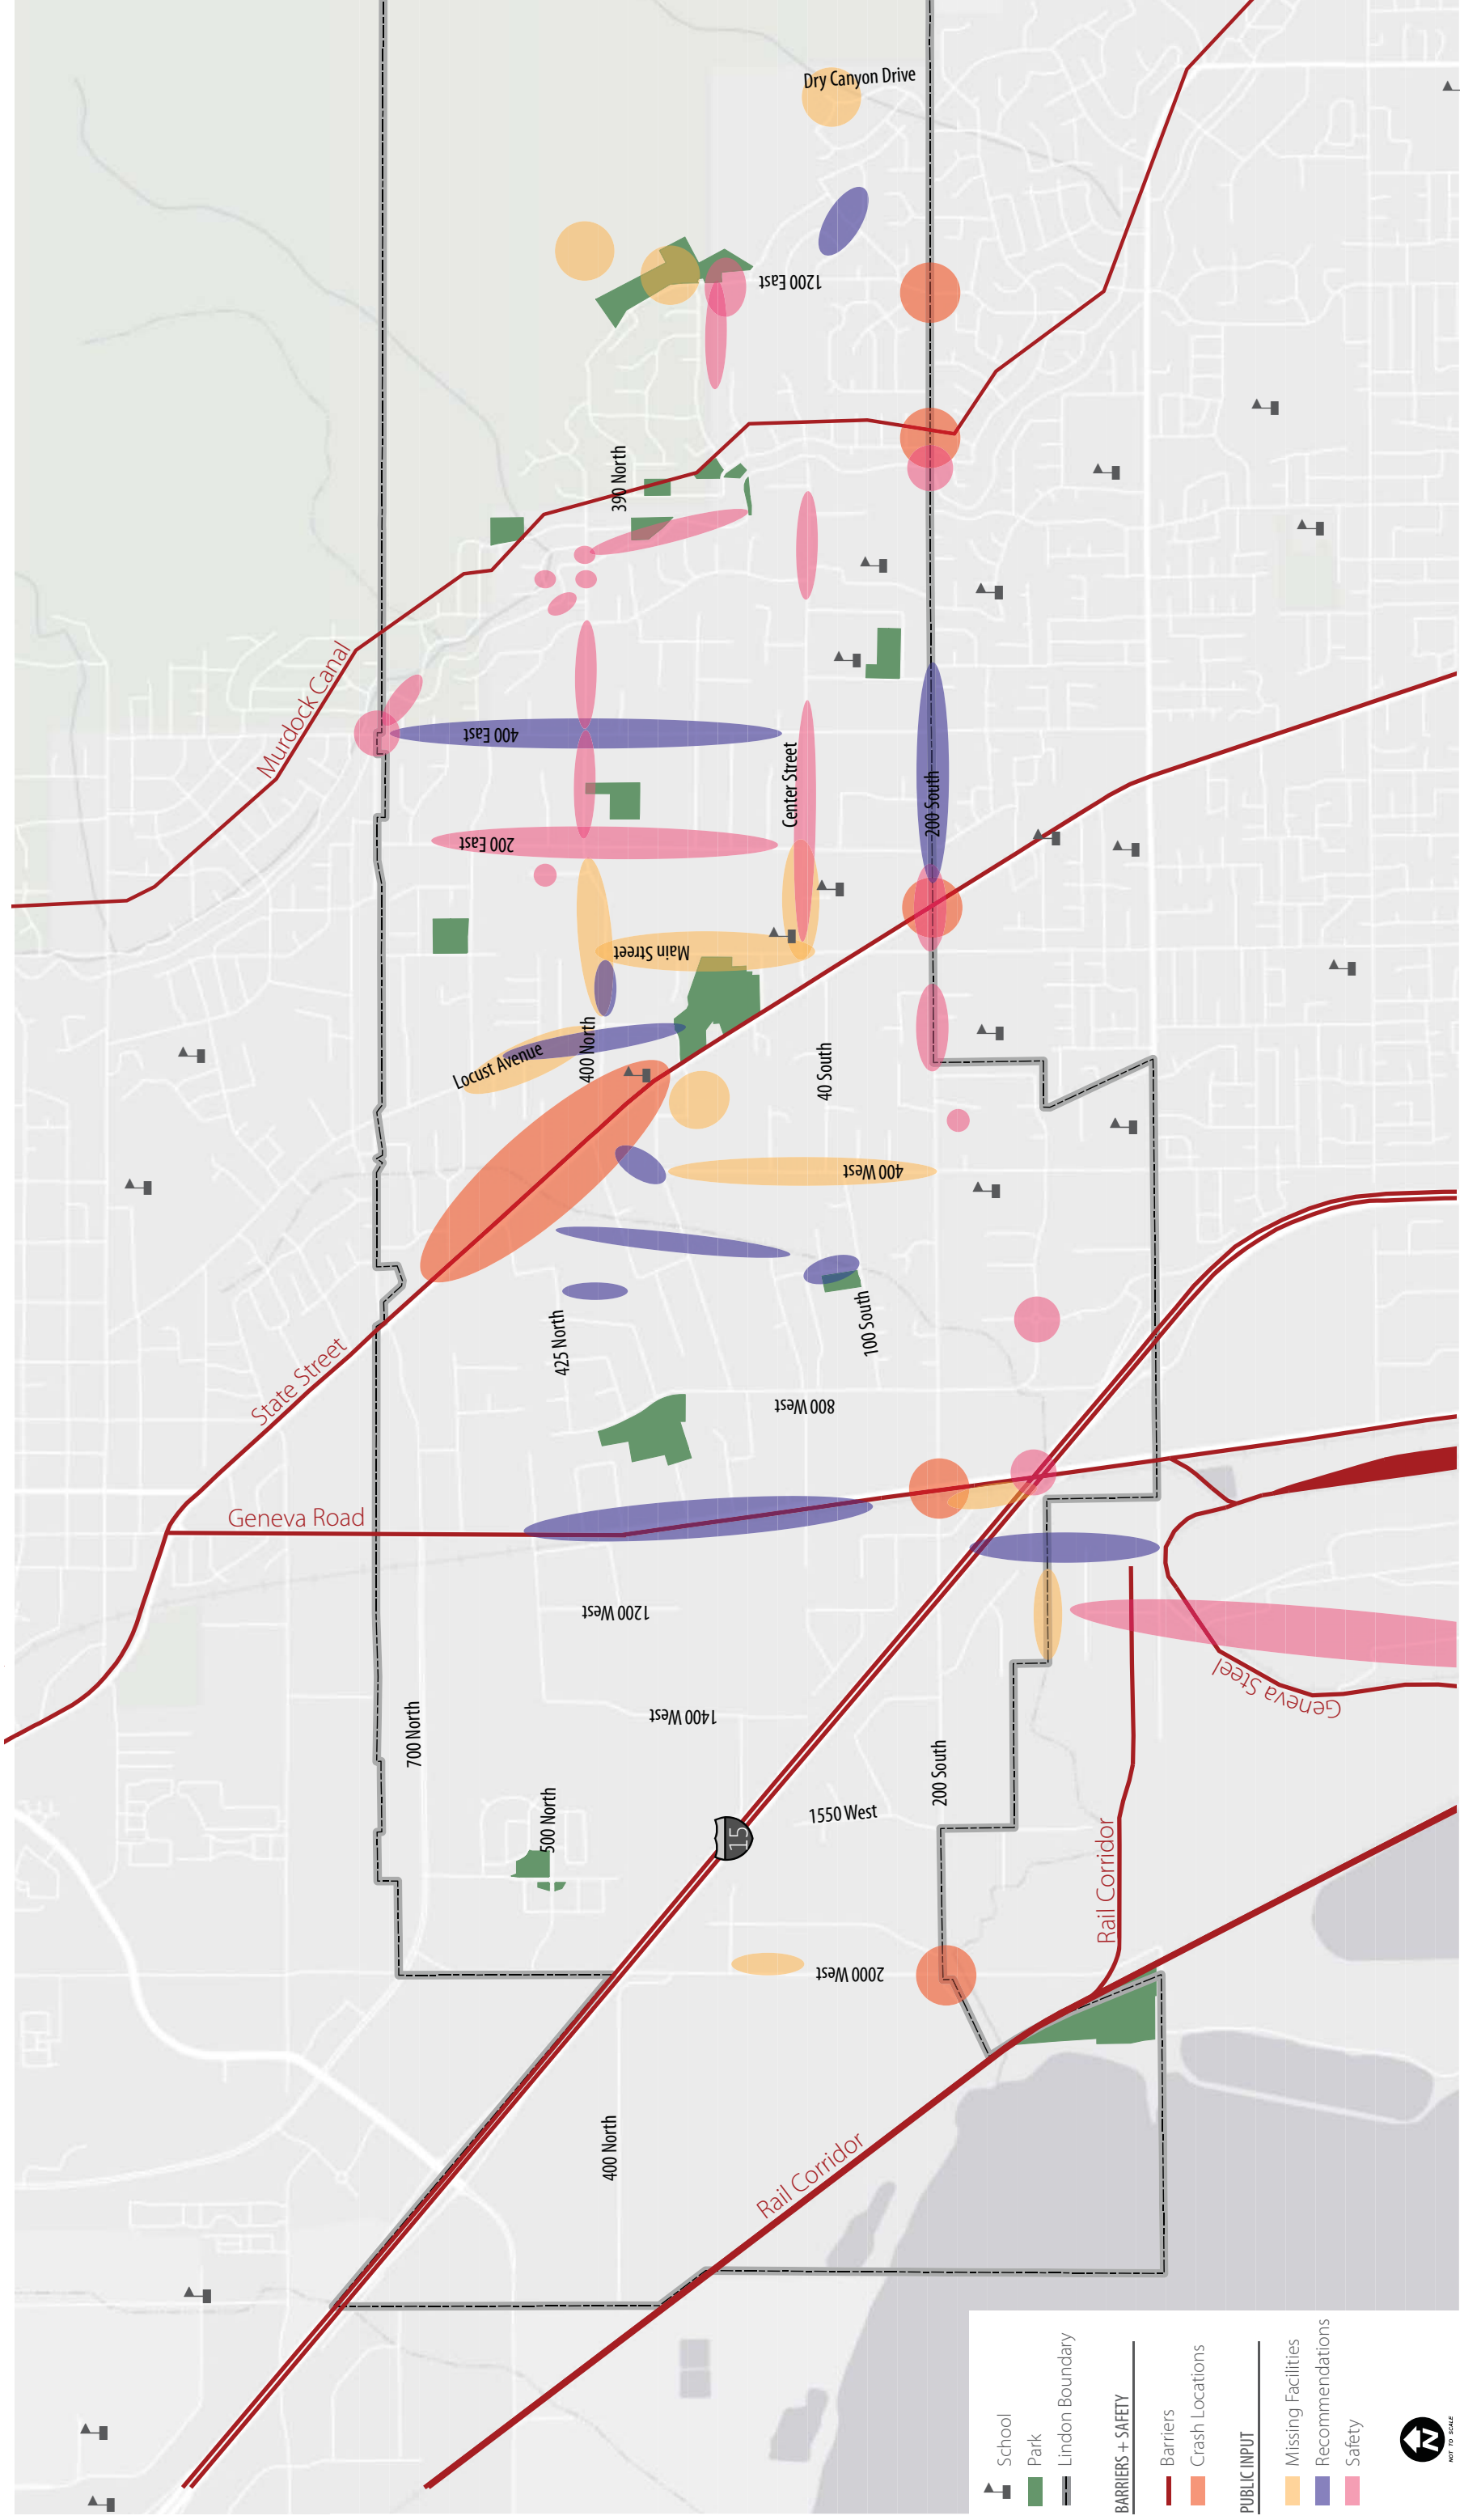 Dry Canyon Drive
1200 East
390 North
Murdock Canal
400 East
Center Street
200 South
200 East
Main Street
Locust Avenue
400 North
40 South
400 West
State Street
425 North
100 South
800 West
Geneva Road
1200 West
Geneva Steel
1400 West
700 North
200 South
500 North
1550 West
15
Rail Corridor
2000 West
400 North
Rail Corridor
School
Park
Lindon Boundary
BARRIERS + SAFETY
Barriers
Crash Locations
PUBLIC INPUT
Missing Facilities
Recommendations
Safety
N
NOT TO SCALE